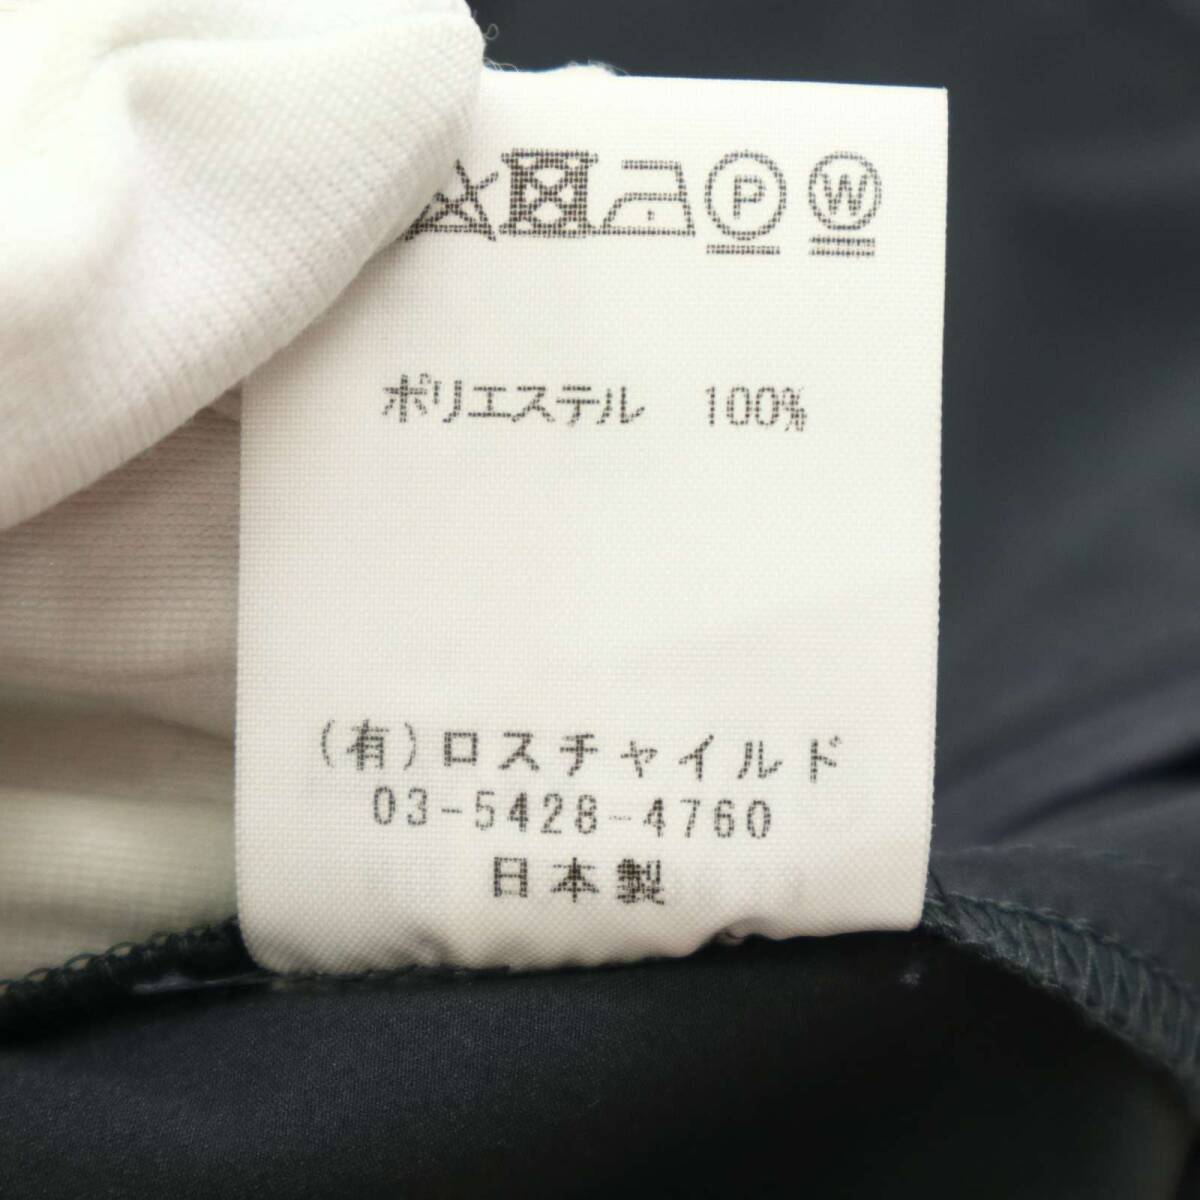 P W
ポリエステル 100%
(有)ロスチャイルド
03-5428-4760
日本製